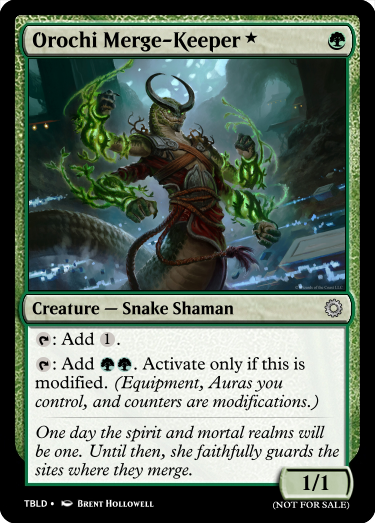 Orochi Merge-Keeper ★
Creature — Snake Shaman
: Add 1.
: Add . Activate only if this is
modified. (Equipment, Auras you
control, and counters are modifications.)
One day the spirit and mortal realms will
be one. Until then, she faithfully guards the
sites where they merge.
1/1
TBLD • Brent Hollowell
(NOT FOR SALE)